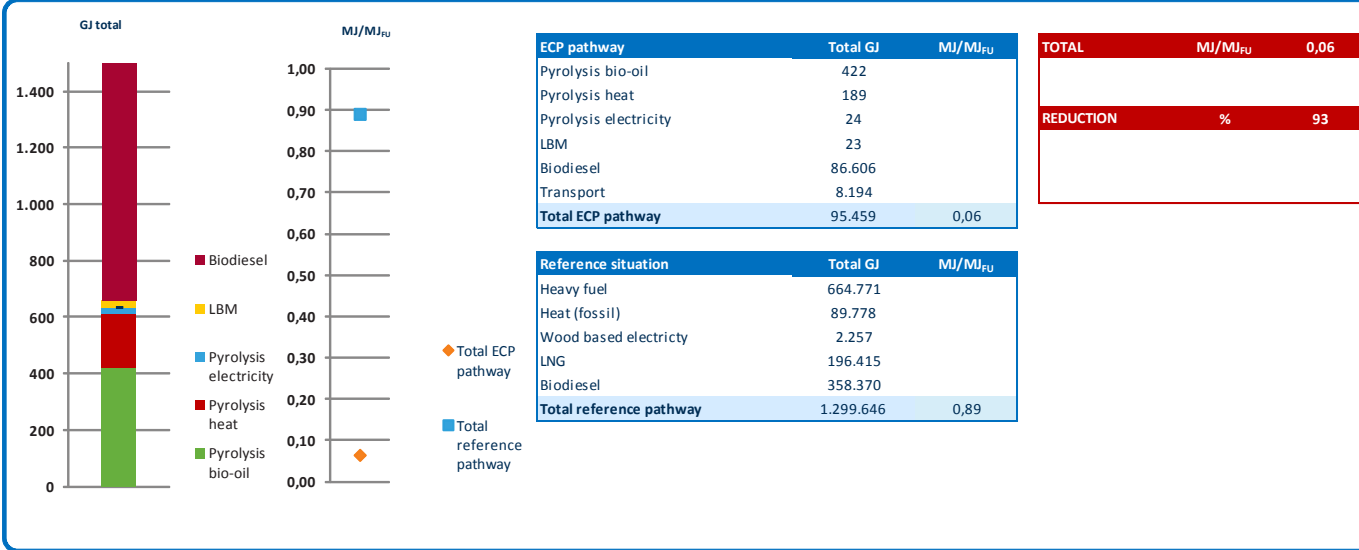 GJ total
1.400
1.200
1.000
800
600
400
200
0
Biodiesel
LBM
Pyrolysis
electricity
Pyrolysis
heat
Pyrolysis
bio-oil
MJ/MJFU
1,00
0,90
0,80
0,70
0,60
0,50
0,40
0,30
0,20
0,10
0,00
Total ECP
pathway
Total
reference
pathway
ECP pathway Total GJ MJ/MJFU
Pyrolysis bio-oil 422
Pyrolysis heat 189
Pyrolysis electricity 24
LBM 23
Biodiesel 86.606
Transport 8.194
Total ECP pathway 95.459 0,06
Reference situation Total GJ MJ/MJFU
Heavy fuel 664.771
Heat (fossil) 89.778
Wood based electricty 2.257
LNG 196.415
Biodiesel 358.370
Total reference pathway 1.299.646 0,89
TOTAL MJ/MJFU 0,06
REDUCTION % 93